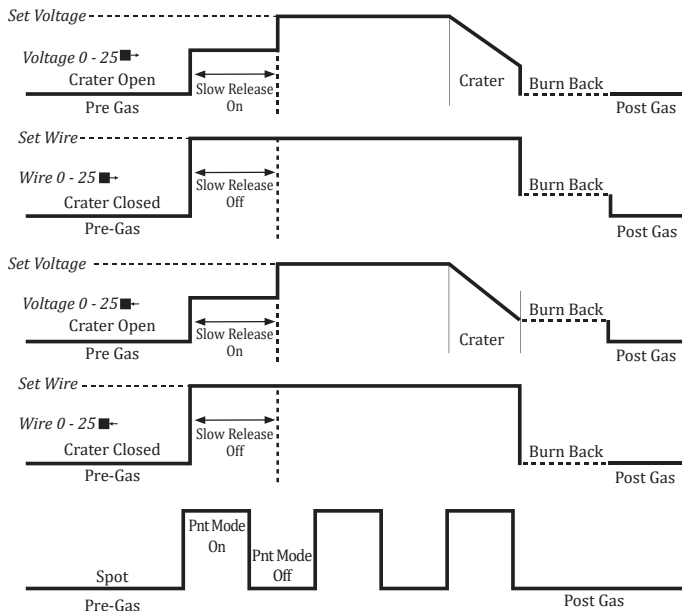 Set Voltage
Voltage 0 - 25
Crater Open
Pre Gas
Slow Release
On
Crater
Burn Back
Post Gas
Set Wire
Wire 0 - 25
Crater Closed
Pre-Gas
Slow Release
Off
Burn Back
Post Gas
Set Voltage
Voltage 0 - 25
Crater Open
Pre Gas
Slow Release
On
Crater
Burn Back
Post Gas
Set Wire
Wire 0 - 25
Crater Closed
Pre-Gas
Slow Release
Off
Burn Back
Post Gas
Pnt Mode
On
Pnt Mode
Off
Spot
Pre-Gas
Post Gas